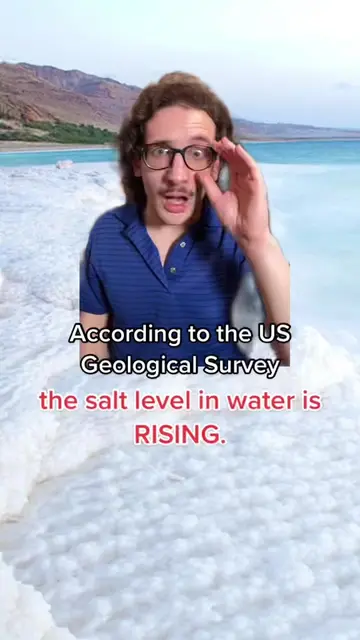 According to the US
Geological Survey
the salt level in water is
RISING.